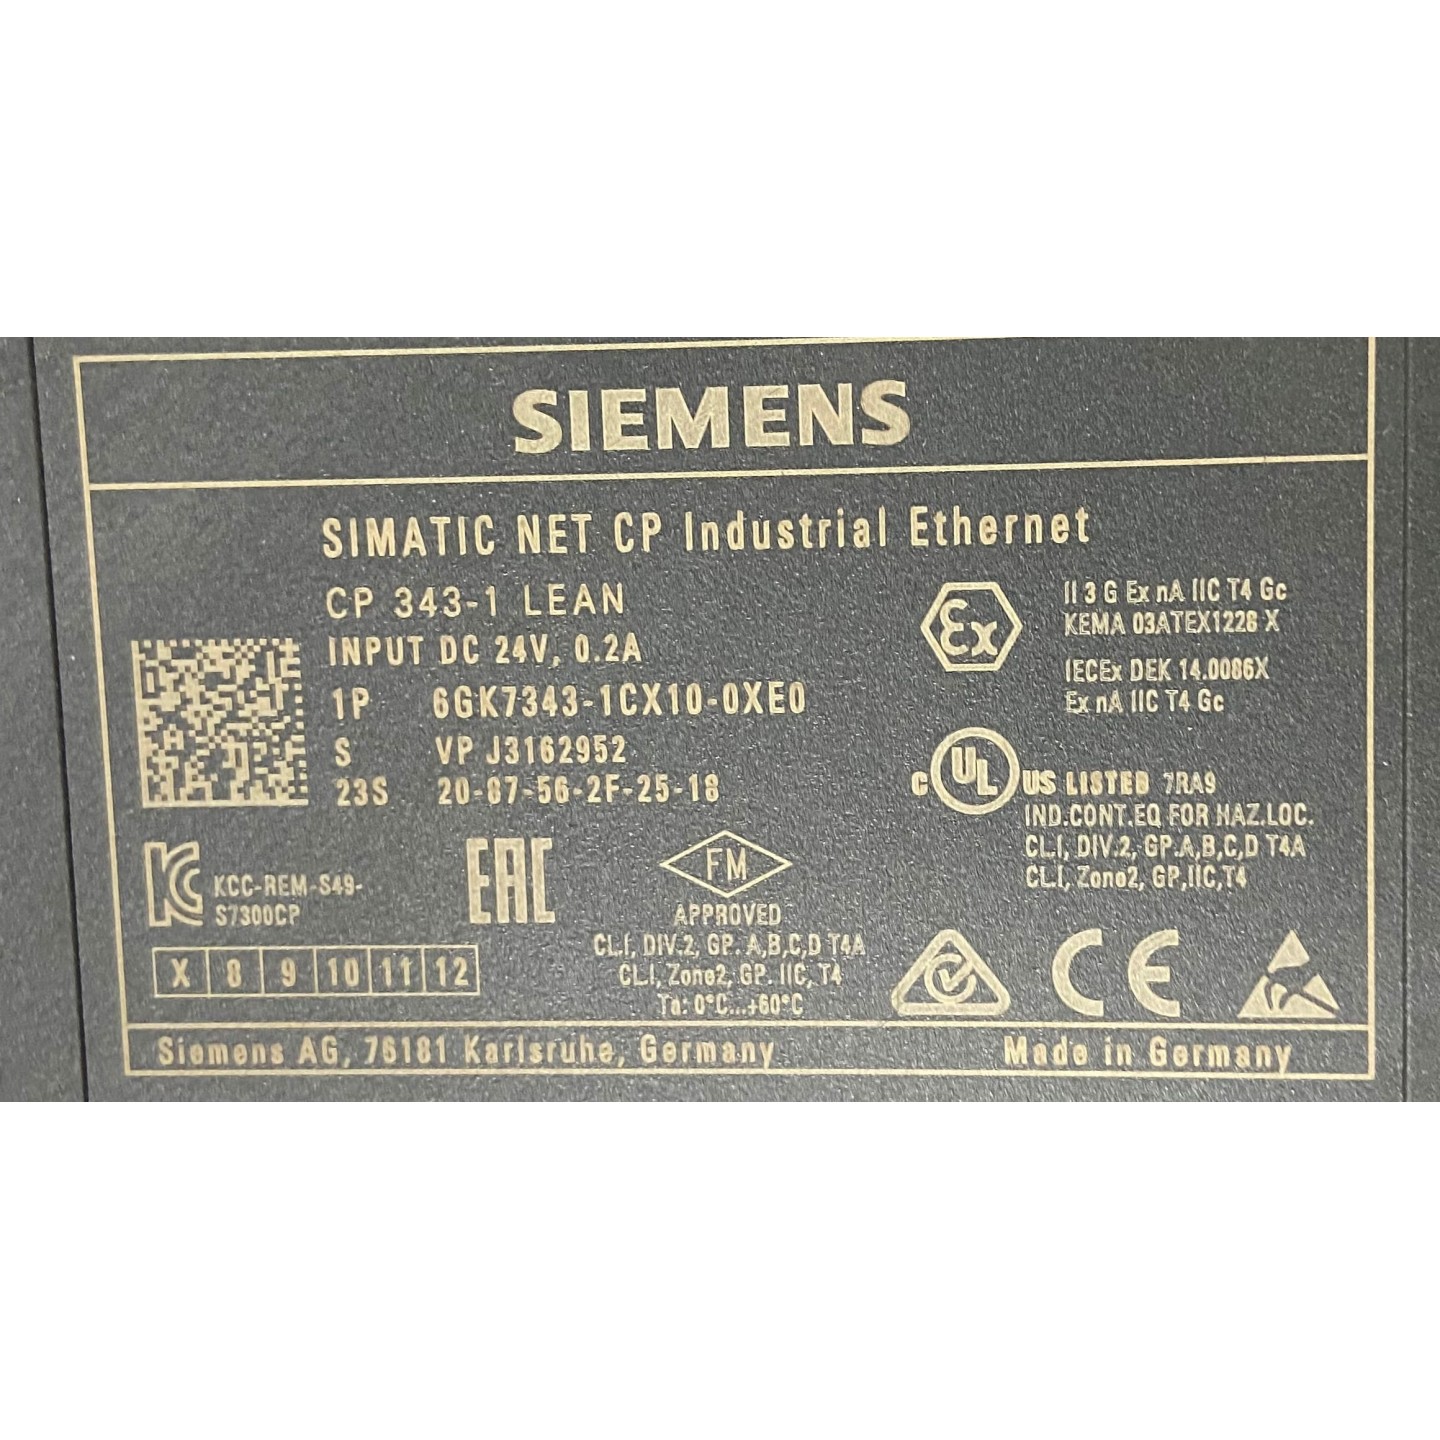 SIEMENS
SIMATIC NET CP Industrial Ethernet
CP 343-1 LEAN
INPUT DC 24V, 0.2A
1P 6GK7343-1CX10-0XE0
S VP J3162952
23S 20-87-56-2F-25-18
Ex
II 3 G Ex nA IIC T4 Gc
KEMA 03ATEX1228 X
IECEx DEK 14.0086X
Ex nA IIC T4 Gc
C UL US LISTED 7RA9
IND.CONT.EQ FOR HAZ.LOC.
CL.I, DIV.2, GP.A,B,C,D T4A
CL.I, Zone2, GP,IIC,T4
KC KCC-REM-S49-
S7300CP
EAC
FM
APPROVED
CL.I, DIV.2, GP. A,B,C,D T4A
CL.I, Zone2, GP. IIC, T4
Ta: 0°C...+60°C
X 8 9 10 11 12
CE
Siemens AG, 76181 Karlsruhe, Germany
Made in Germany